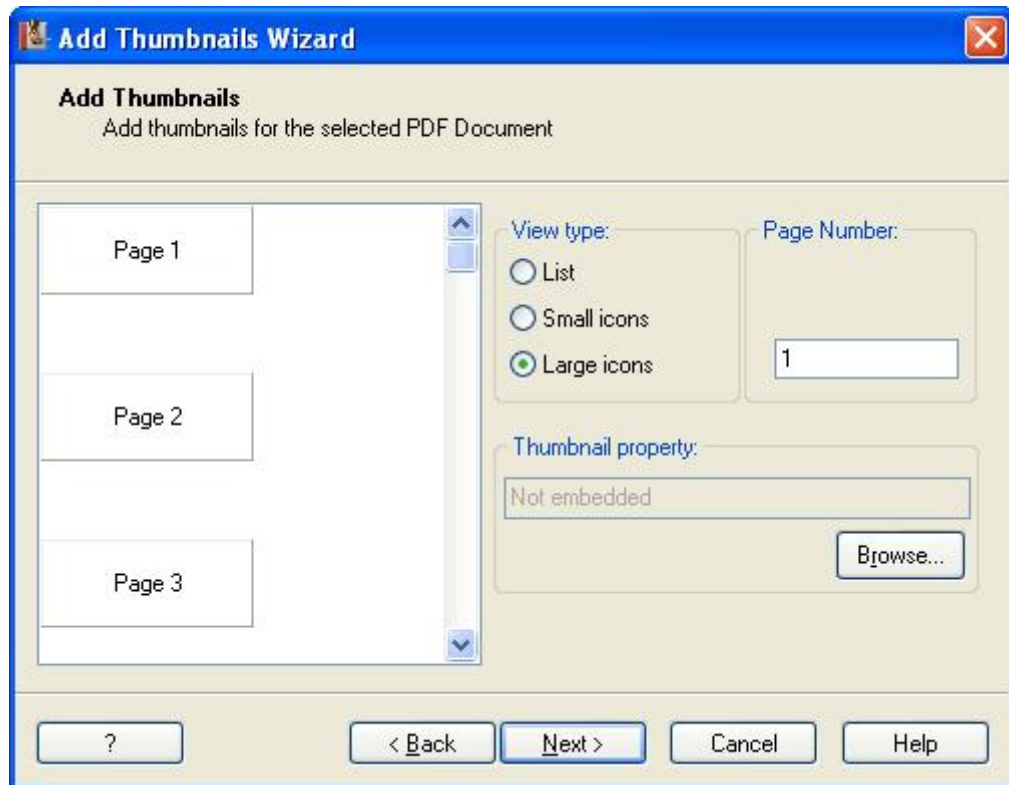 Add Thumbnails Wizard
Add Thumbnails
Add thumbnails for the selected PDF Document
Page 1
Page 2
Page 3
View type:
List
Small icons
Large icons
Page Number:
1
Thumbnail property:
Not embedded
Browse...
?
< Back
Next >
Cancel
Help